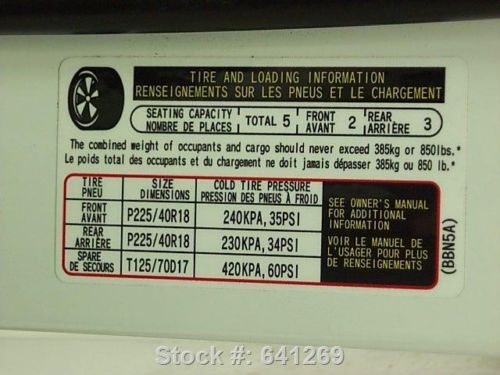 TIRE AND LOADING INFORMATION
RENSEIGNEMENTS SUR LES PNEUS ET LE CHARGEMENT
SEATING CAPACITY
NOMBRE DE PLACES
TOTAL 5
FRONT
AVANT 2
REAR
ARRIÈRE 3
The combined weight of occupants and cargo should never exceed 385kg or 850lbs.*
Le poids total des occupants et du chargement ne doit jamais dépasser 385kg ou 850 lb.*
TIRE
PNEU
SIZE
DIMENSIONS
COLD TIRE PRESSURE
PRESSION DES PNEUS À FROID
FRONT
AVANT
P225/40R18
240KPA, 35PSI
REAR
ARRIÈRE
P225/40R18
230KPA, 34PSI
SPARE
DE SECOURS
T125/70D17
420KPA, 60PSI
SEE OWNER'S MANUAL
FOR ADDITIONAL
INFORMATION
VOIR LE MANUEL DE
L'USAGER POUR PLUS
DE RENSEIGNEMENTS
(BBN5A)
Stock #: 641269